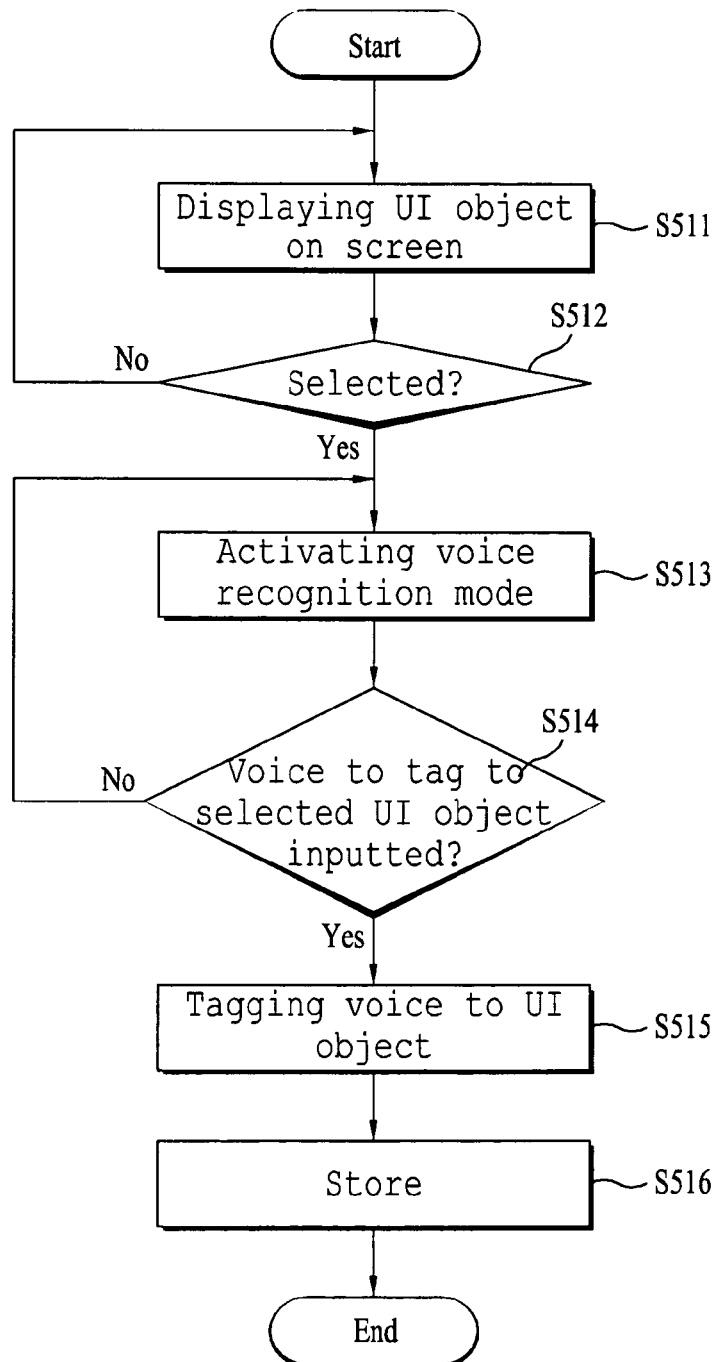 Start
Displaying UI object
on screen
S511
S512
No
Selected?
Yes
Activating voice
recognition mode
S513
S514
No
Voice to tag to
selected UI object
inputted?
Yes
Tagging voice to UI
object
S515
Store
S516
End